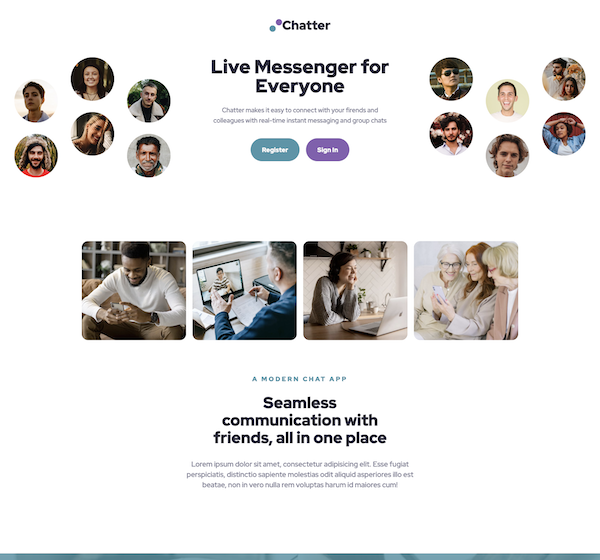 Chatter
Live Messenger for
Everyone
Chatter makes it easy to connect with your firends and
colleagues with real-time instant messaging and group chats
Register
Sign In
A MODERN CHAT APP
Seamless
communication with
friends, all in one place
Lorem ipsum dolor sit amet, consectetur adipisicing elit. Esse fugiat
perspiciatis, distinctio sapiente molestias odit aliquid asperiores illo est
beatae, non in vero nulla rem voluptas harum id maiores cum!